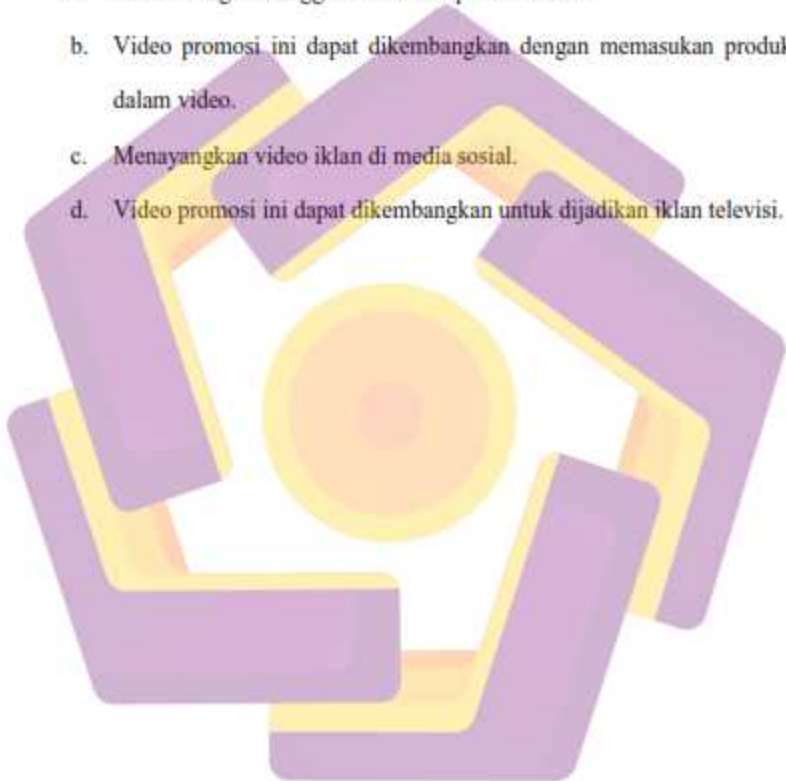 b. Video promosi ini dapat dikembangkan dengan memasukan produk
dalam video.
c. Menayangkan video iklan di media sosial.
d. Video promosi ini dapat dikembangkan untuk dijadikan iklan televisi.